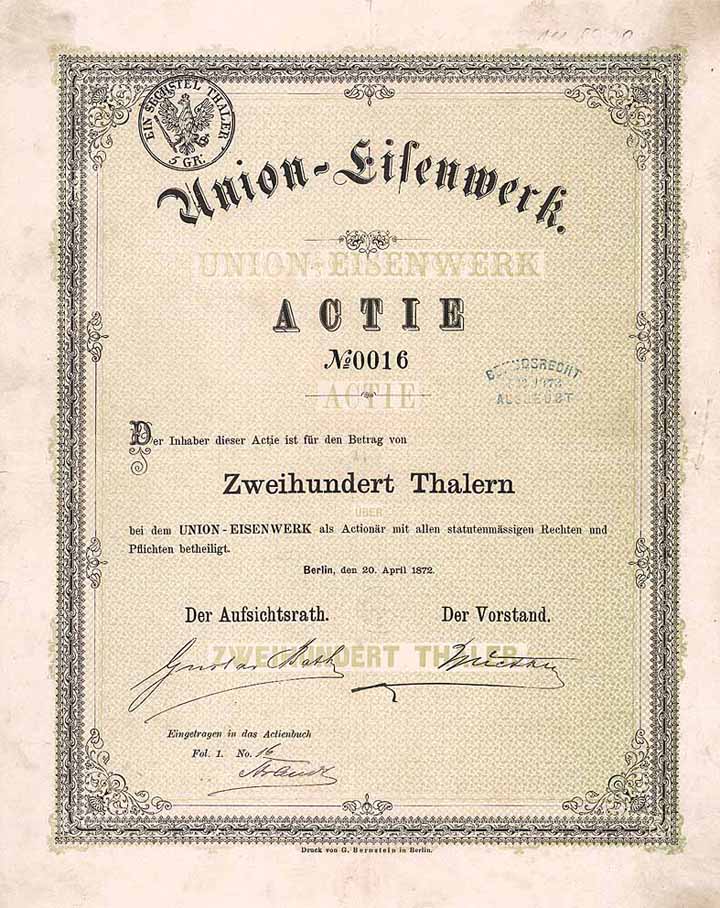 EIN SECHSTEL THALER
5 GR.
Union-Eisenwerk.
UNION-EISENWERK
ACTIE
№0016
BEZUGSRECHT
AUSGEÜBT
ACTIE
Der Inhaber dieser Actie ist für den Betrag von
Zweihundert Thalern
ÜBER
bei dem UNION-EISENWERK als Actionär mit allen statutenmässigen Rechten und
Pflichten betheiligt.
Berlin, den 20. April 1872.
Der Aufsichtsrath. Der Vorstand.
ZWEIHUNDERT THALER
Gustav
Eingetragen in das Actienbuch
Fol. 1. No. 16
Druck von G. Bernstein in Berlin.